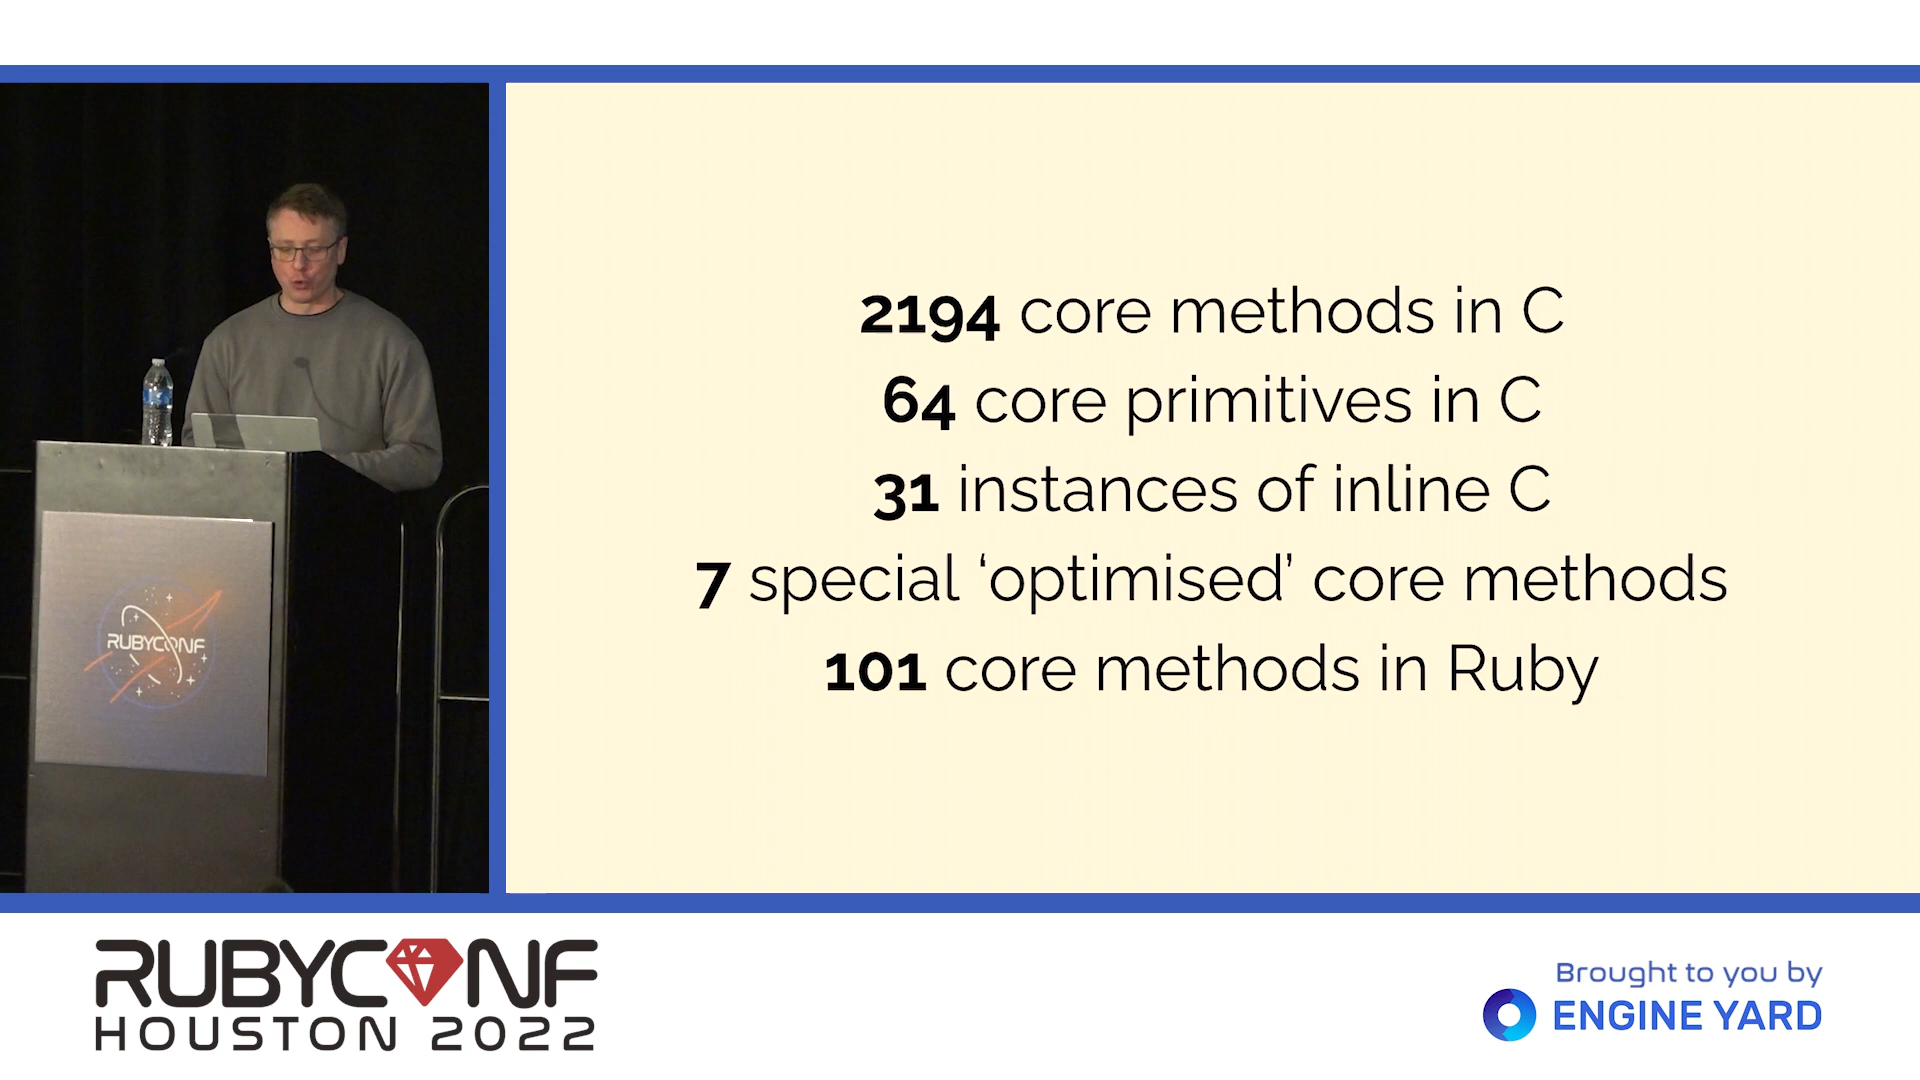 2194 core methods in C
64 core primitives in C
31 instances of inline C
7 special ‘optimised’ core methods
101 core methods in Ruby
RUBYCONF
RUBYCONF
HOUSTON 2022
Brought to you by
ENGINE YARD